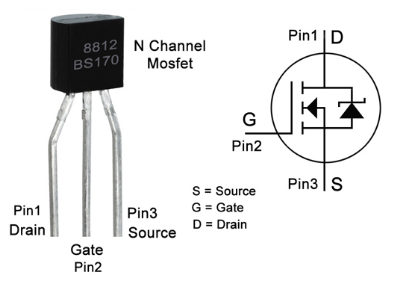 8812
BS170
N Channel
Mosfet
Pin1
Drain
Gate
Pin2
Pin3
Source
Pin1
D
G
Pin2
Pin3
S
S = Source
G = Gate
D = Drain